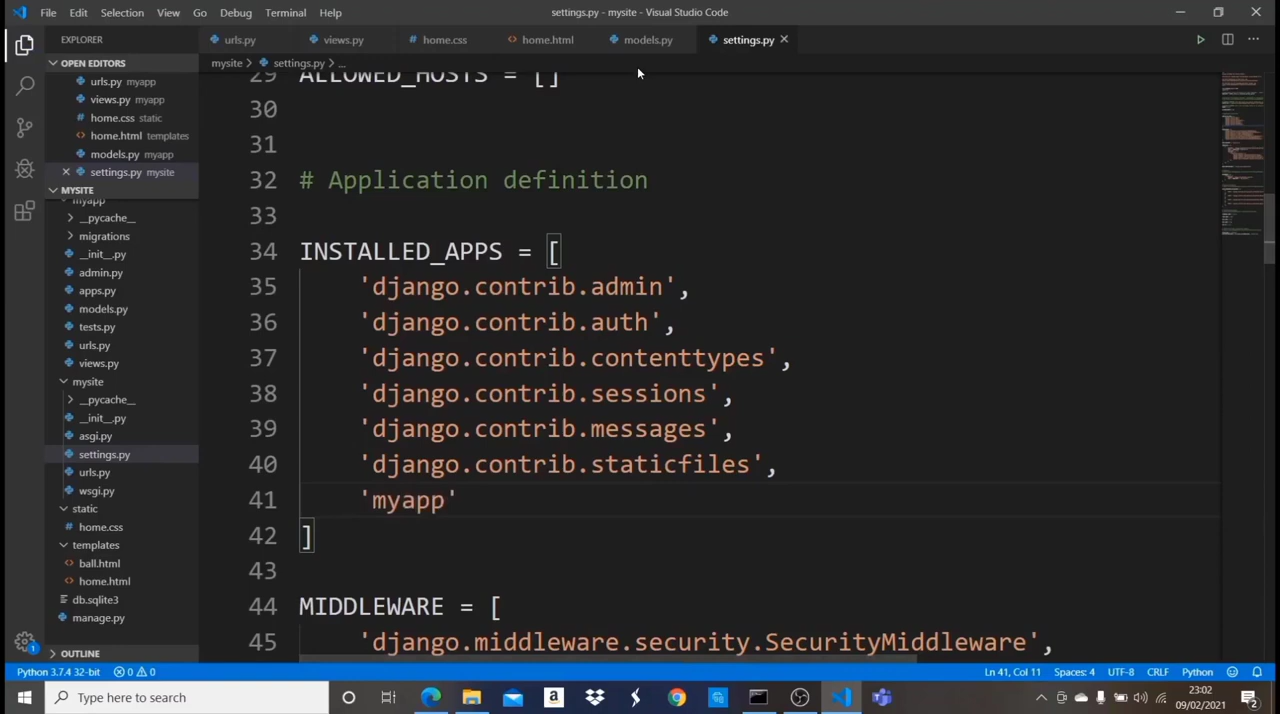 File Edit Selection View Go Debug Terminal Help settings.py - mysite - Visual Studio Code
EXPLORER
OPEN EDITORS
urls.py myapp
views.py myapp
home.css static
home.html templates
models.py myapp
settings.py mysite
MYSITE
myapp
__pycache__
migrations
__init__.py
admin.py
apps.py
models.py
tests.py
urls.py
views.py
mysite
__pycache__
__init__.py
asgi.py
settings.py
urls.py
wsgi.py
static
home.css
templates
ball.html
home.html
db.sqlite3
manage.py
OUTLINE
urls.py views.py home.css home.html models.py settings.py
mysite > settings.py > ...
29 ALLOWED_HOSTS = []
30
31
32 # Application definition
33
34 INSTALLED_APPS = [
35 'django.contrib.admin',
36 'django.contrib.auth',
37 'django.contrib.contenttypes',
38 'django.contrib.sessions',
39 'django.contrib.messages',
40 'django.contrib.staticfiles',
41 'myapp'
42 ]
43
44 MIDDLEWARE = [
45 'django.middleware.security.SecurityMiddleware',
Python 3.7.4 32-bit 0 0 Ln 41, Col 11 Spaces: 4 UTF-8 CRLF Python
Type here to search
23:02
09/02/2021
1
2